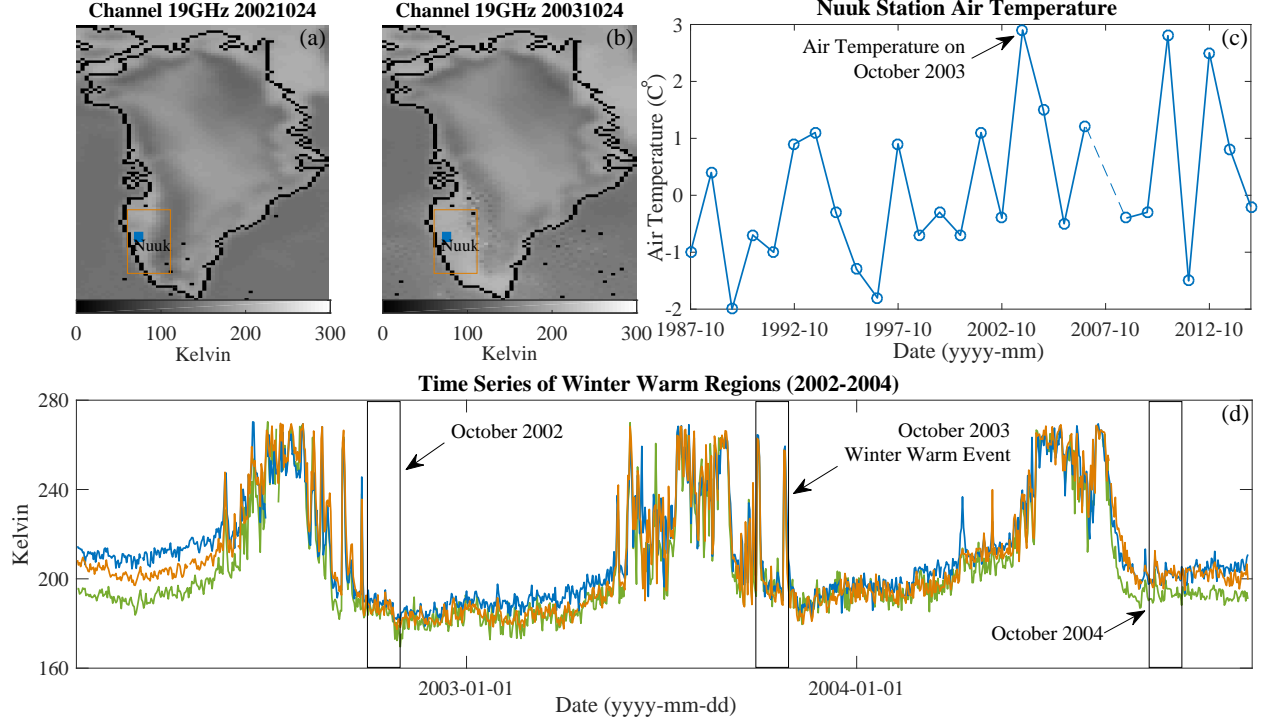 Channel 19GHz 20021024
(a)
Nuuk
0 100 200 300
Kelvin
Channel 19GHz 20031024
(b)
Nuuk
0 100 200 300
Kelvin
Nuuk Station Air Temperature
(c)
Air Temperature on
October 2003
Air Temperature (C°)
3
2
1
0
-1
-2
1987-10 1992-10 1997-10 2002-10 2007-10 2012-10
Date (yyyy-mm)
Time Series of Winter Warm Regions (2002-2004)
(d)
October 2002
October 2003
Winter Warm Event
October 2004
Kelvin
280
240
200
160
2003-01-01 2004-01-01
Date (yyyy-mm-dd)